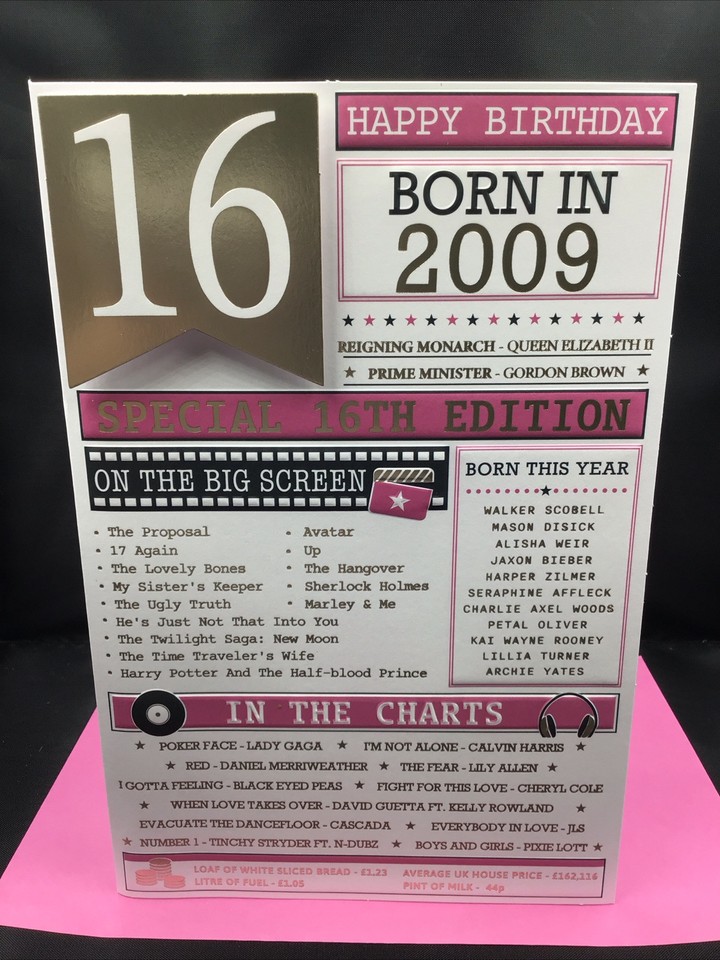 16
HAPPY BIRTHDAY
BORN IN
2009
REIGNING MONARCH - QUEEN ELIZABETH II
PRIME MINISTER - GORDON BROWN
SPECIAL 16TH EDITION
ON THE BIG SCREEN
• The Proposal
• 17 Again
• The Lovely Bones
• My Sister's Keeper
• The Ugly Truth
• Avatar
• Up
• The Hangover
• Sherlock Holmes
• Marley & Me
• He's Just Not That Into You
• The Twilight Saga: New Moon
• The Time Traveler's Wife
• Harry Potter And The Half-blood Prince
BORN THIS YEAR
WALKER SCOBELL
MASON DISICK
ALISHA WEIR
JAXON BIEBER
HARPER ZILMER
SERAPHINE AFFLECK
CHARLIE AXEL WOODS
PETAL OLIVER
KAI WAYNE ROONEY
LILLIA TURNER
ARCHIE YATES
IN THE CHARTS
★ POKER FACE - LADY GAGA ★ I'M NOT ALONE - CALVIN HARRIS ★
★ RED - DANIEL MERRIWEATHER ★ THE FEAR - LILY ALLEN ★
I GOTTA FEELING - BLACK EYED PEAS ★ FIGHT FOR THIS LOVE - CHERYL COLE
★ WHEN LOVE TAKES OVER - DAVID GUETTA FT. KELLY ROWLAND ★
EVACUATE THE DANCEFLOOR - CASCADA ★ EVERYBODY IN LOVE - JLS
★ NUMBER 1 - TINCHY STRYDER FT. N-DUBZ ★ BOYS AND GIRLS - PIXIE LOTT ★
LOAF OF WHITE SLICED BREAD - £1.23
LITRE OF FUEL - £1.05
AVERAGE UK HOUSE PRICE - £162,116
PINT OF MILK - 44p